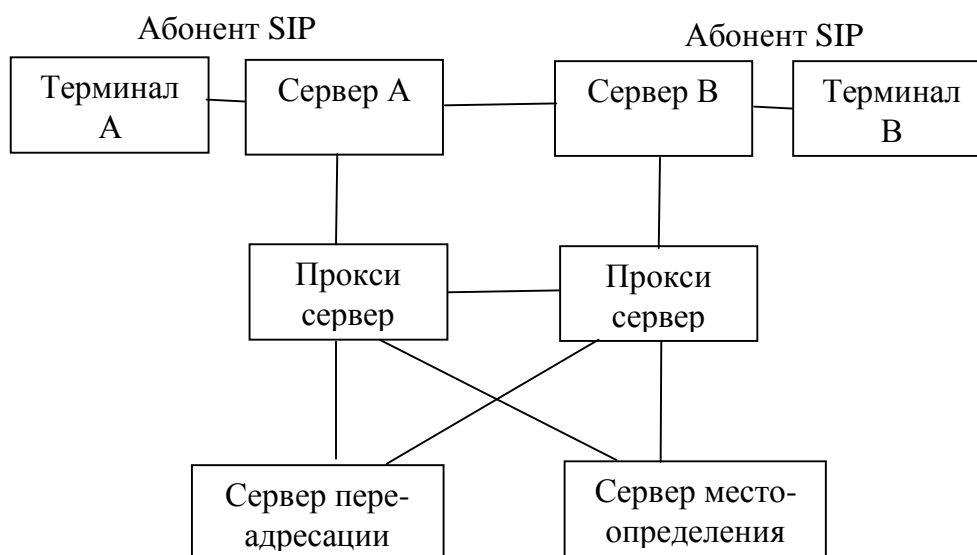 Абонент SIP
Абонент SIP
Терминал
А
Сервер А
Сервер В
Терминал
В
Прокси
сервер
Прокси
сервер
Сервер пере-
адресации
Сервер место-
определения